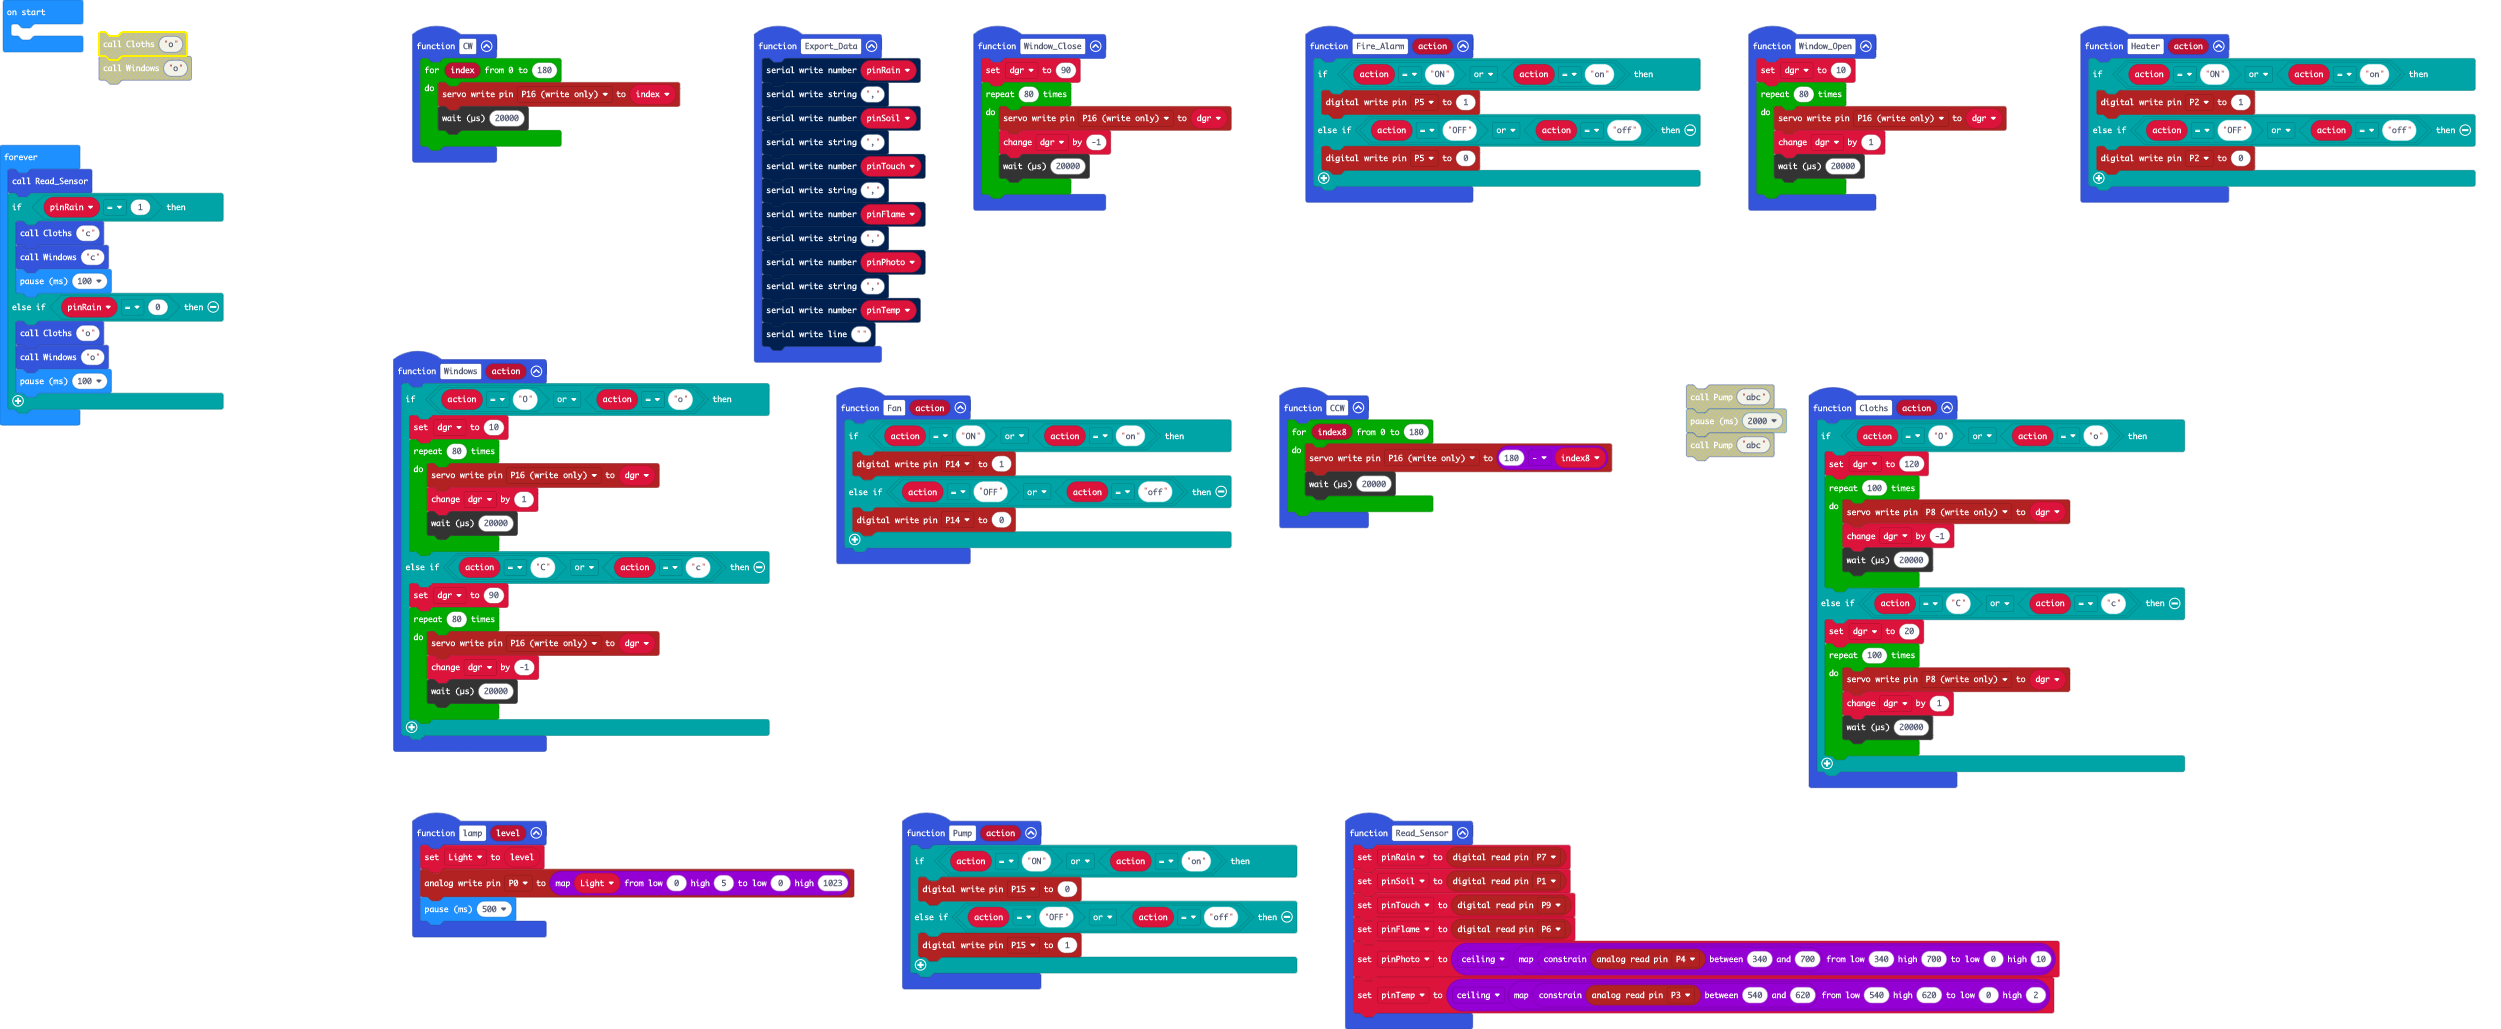 on start
call Cloths "o"
call Windows "o"
forever
call Read_Sensor
if pinRain = 1 then
call Cloths "c"
call Windows "c"
pause (ms) 100
else if pinRain = 0 then
call Cloths "o"
call Windows "o"
pause (ms) 100
function CW
for index from 0 to 180
do
servo write pin P16 (write only) to index
wait (µs) 20000
function Export_Data
serial write number pinRain
serial write string ","
serial write number pinSoil
serial write string ","
serial write number pinTouch
serial write string ","
serial write number pinFlame
serial write string ","
serial write number pinPhoto
serial write string ","
serial write number pinTemp
serial write line ""
function Window_Close
set dgr to 90
repeat 80 times
do
servo write pin P16 (write only) to dgr
change dgr by -1
wait (µs) 20000
function Fire_Alarm action
if action = "ON" or action = "on" then
digital write pin P5 to 1
else if action = "OFF" or action = "off" then
digital write pin P5 to 0
function Window_Open
set dgr to 10
repeat 80 times
do
servo write pin P16 (write only) to dgr
change dgr by 1
wait (µs) 20000
function Heater action
if action = "ON" or action = "on" then
digital write pin P2 to 1
else if action = "OFF" or action = "off" then
digital write pin P2 to 0
function Windows action
if action = "O" or action = "o" then
set dgr to 10
repeat 80 times
do
servo write pin P16 (write only) to dgr
change dgr by 1
wait (µs) 20000
else if action = "C" or action = "c" then
set dgr to 90
repeat 80 times
do
servo write pin P16 (write only) to dgr
change dgr by -1
wait (µs) 20000
function Fan action
if action = "ON" or action = "on" then
digital write pin P14 to 1
else if action = "OFF" or action = "off" then
digital write pin P14 to 0
function CCW
for index8 from 0 to 180
do
servo write pin P16 (write only) to 180 - index8
wait (µs) 20000
call Pump "abc"
pause (ms) 2000
call Pump "abc"
function Cloths action
if action = "O" or action = "o" then
set dgr to 120
repeat 100 times
do
servo write pin P8 (write only) to dgr
change dgr by -1
wait (µs) 20000
else if action = "C" or action = "c" then
set dgr to 20
repeat 100 times
do
servo write pin P8 (write only) to dgr
change dgr by 1
wait (µs) 20000
function lamp level
set Light to level
analog write pin P0 to map Light from low 0 high 5 to low 0 high 1023
pause (ms) 500
function Pump action
if action = "ON" or action = "on" then
digital write pin P15 to 0
else if action = "OFF" or action = "off" then
digital write pin P15 to 1
function Read_Sensor
set pinRain to digital read pin P7
set pinSoil to digital read pin P1
set pinTouch to digital read pin P9
set pinFlame to digital read pin P6
set pinPhoto to ceiling map constrain analog read pin P4 between 340 and 700 from low 340 high 700 to low 0 high 10
set pinTemp to ceiling map constrain analog read pin P3 between 540 and 620 from low 540 high 620 to low 0 high 2